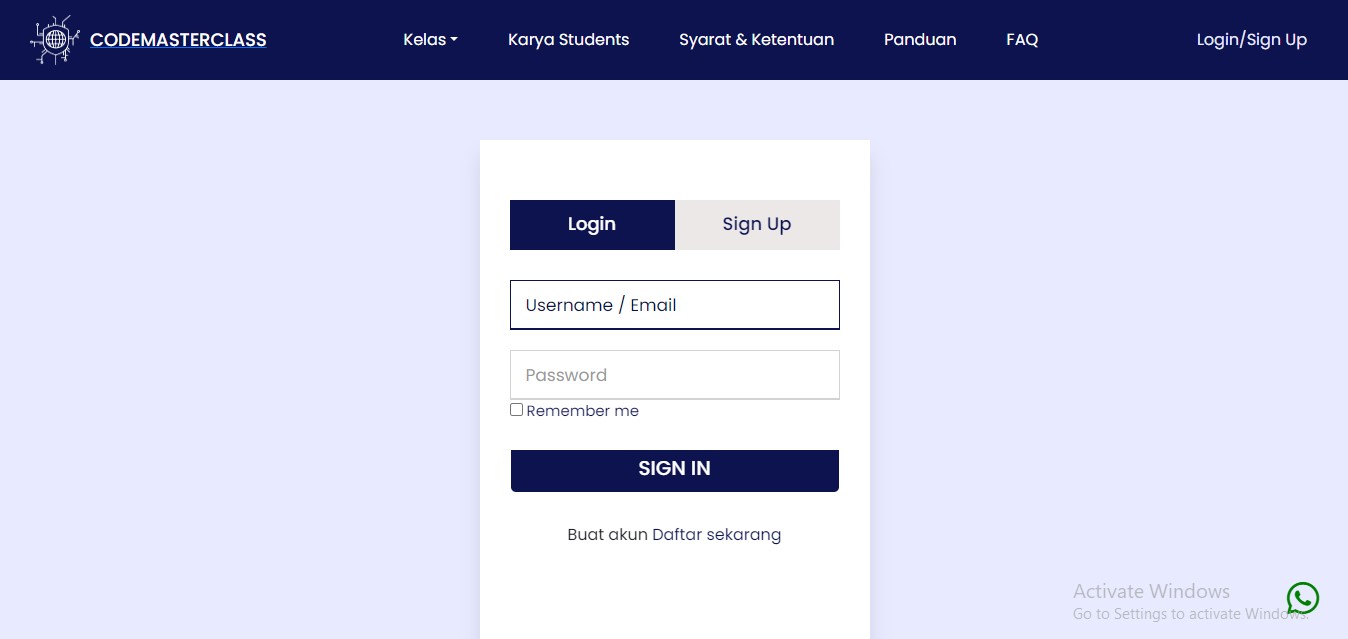 CODEMASTERCLASS
Kelas
Karya Students
Syarat & Ketentuan
Panduan
FAQ
Login/Sign Up
Login
Sign Up
Username / Email
Password
Remember me
SIGN IN
Buat akun Daftar sekarang
Activate Windows
Go to Settings to activate Windows.